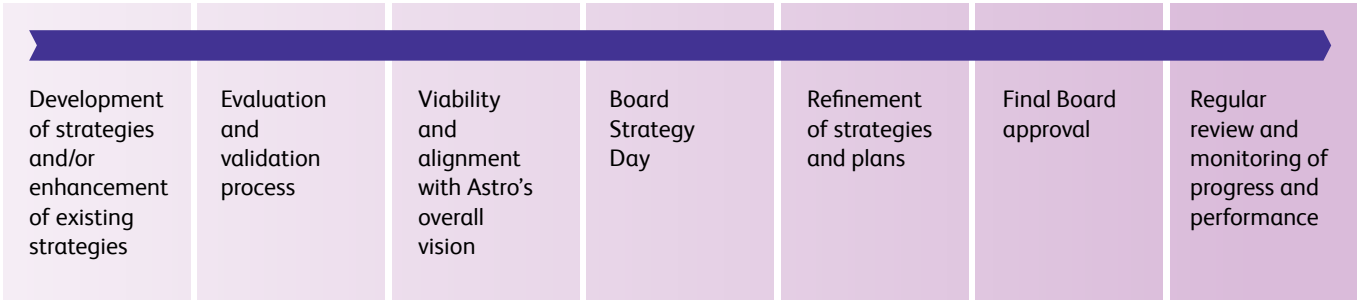 Development
of strategies
and/or
enhancement
of existing
strategies
Evaluation
and
validation
process
Viability
and
alignment
with Astro’s
overall
vision
Board
Strategy
Day
Refinement
of strategies
and plans
Final Board
approval
Regular
review and
monitoring of
progress and
performance